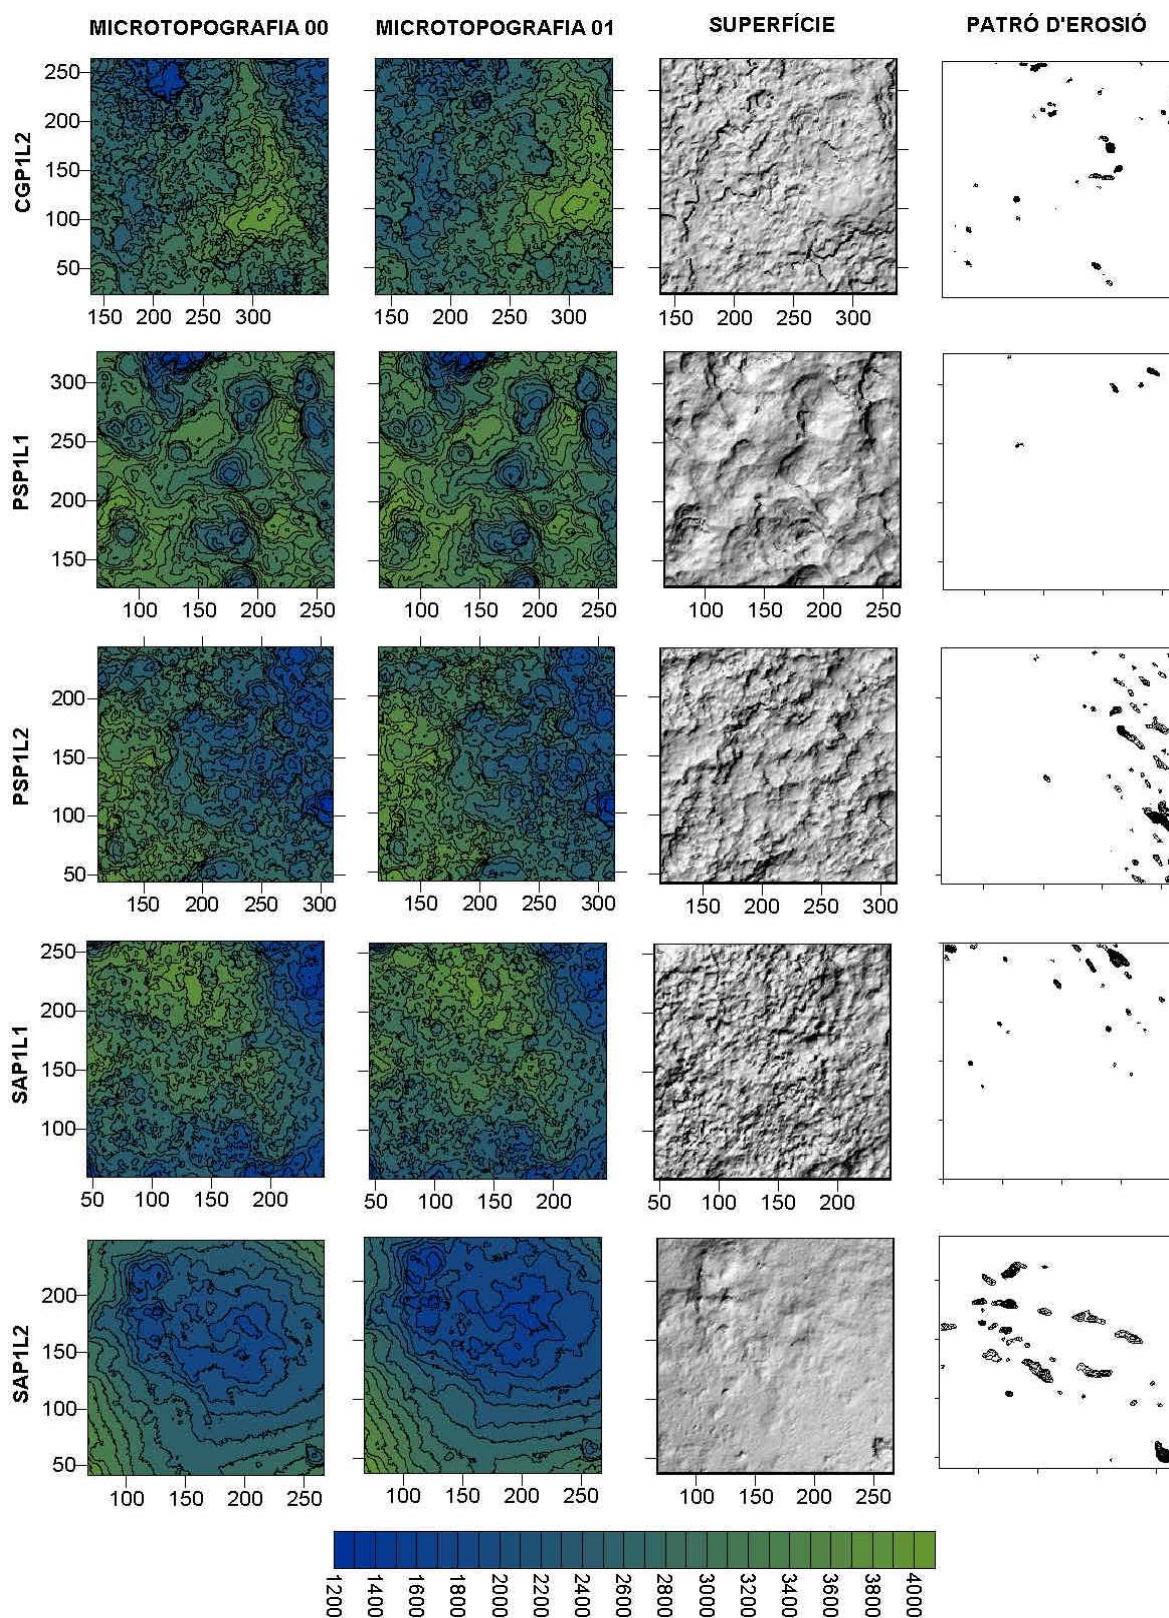 MICROTOPOGRAFIA 00 MICROTOPOGRAFIA 01 SUPERFÍCIE PATRÓ D'EROSIÓ
CGP1L2
250
200
150
100
50
150 200 250 300
150 200 250 300
150 200 250 300
PSP1L1
300
250
200
150
100 150 200 250
100 150 200 250
100 150 200 250
PSP1L2
200
150
100
50
150 200 250 300
150 200 250 300
150 200 250 300
SAP1L1
250
200
150
100
50 100 150 200
50 100 150 200
50 100 150 200
SAP1L2
200
150
100
50
100 150 200 250
100 150 200 250
100 150 200 250
1200 1400 1600 1800 2000 2200 2400 2600 2800 3000 3200 3400 3600 3800 4000